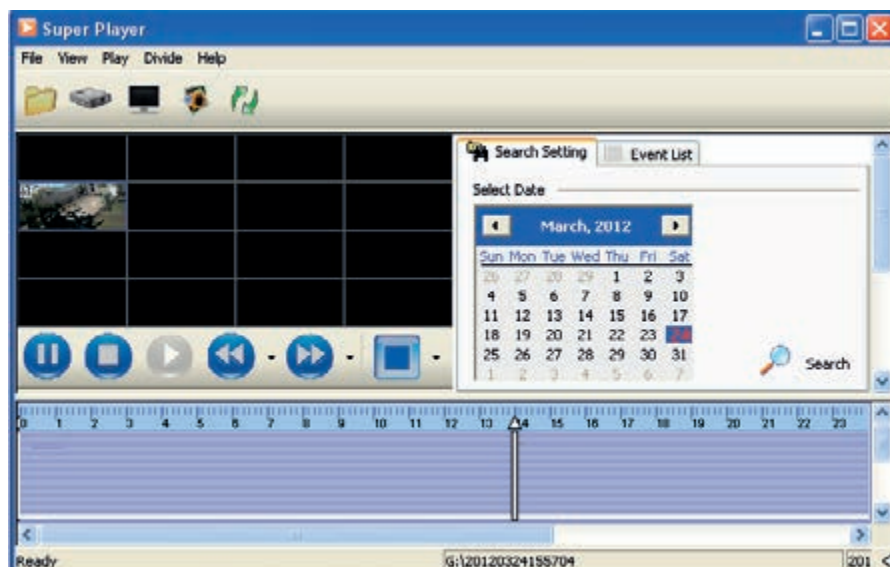 Super Player
File View Play Divide Help
Search Setting Event List
Select Date
March, 2012
Sun Mon Tue Wed Thu Fri Sat
26 27 28 29 1 2 3
4 5 6 7 8 9 10
11 12 13 14 15 16 17
18 19 20 21 22 23 24
25 26 27 28 29 30 31
1 2 3 4 5 6 7
Search
0 1 2 3 4 5 6 7 8 9 10 11 12 13 14 15 16 17 18 19 20 21 22 23
Ready G:\20120324155704 201